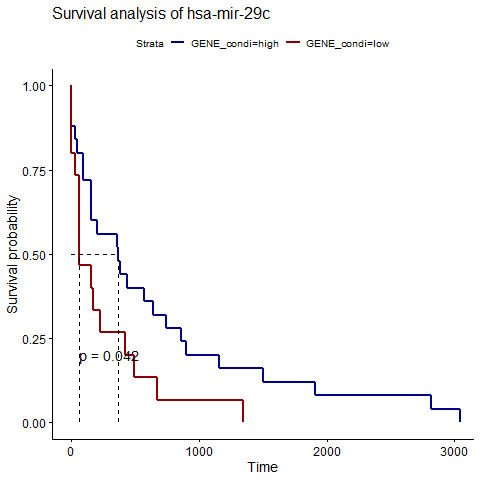 Survival analysis of hsa-mir-29c
Strata GENE_condi=high GENE_condi=low
Survival probability
1.00
0.75
0.50
0.25
0.00
p = 0.042
0 1000 2000 3000
Time